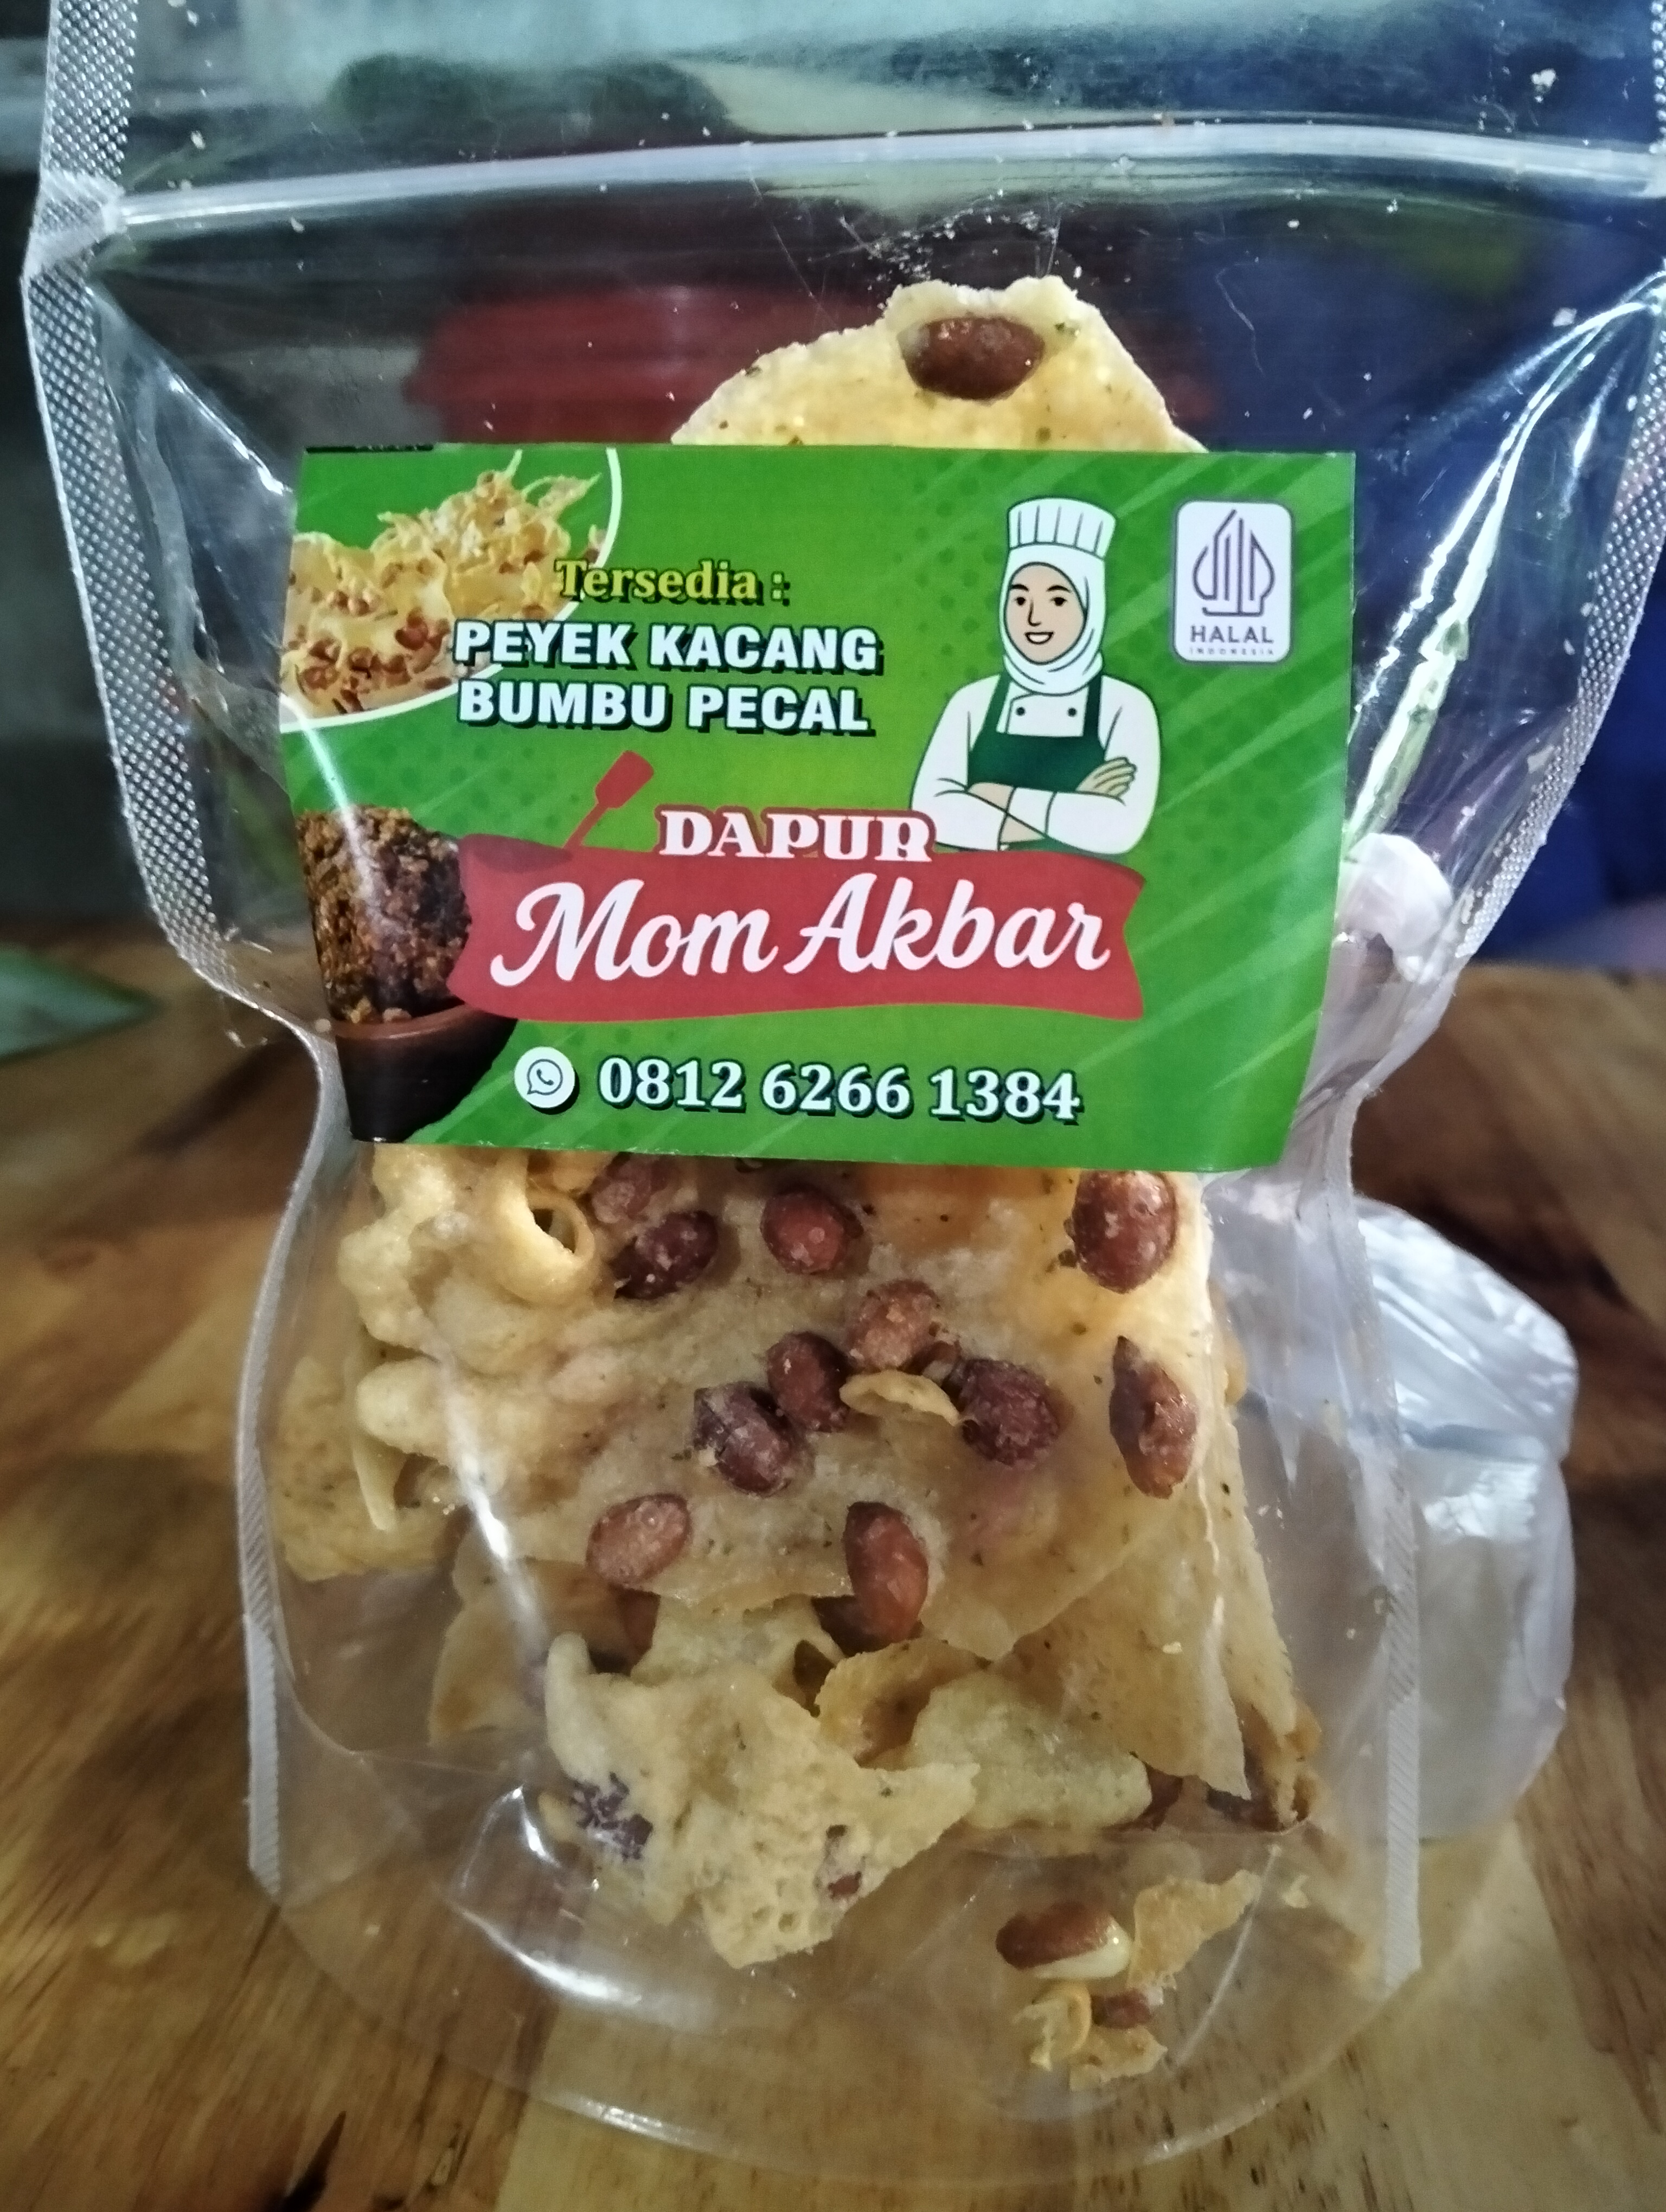 Tersedia :
PEYEK KACANG
BUMBU PECAL
HALAL
INDONESIA
DAPUR
Mom Akbar
0812 6266 1384